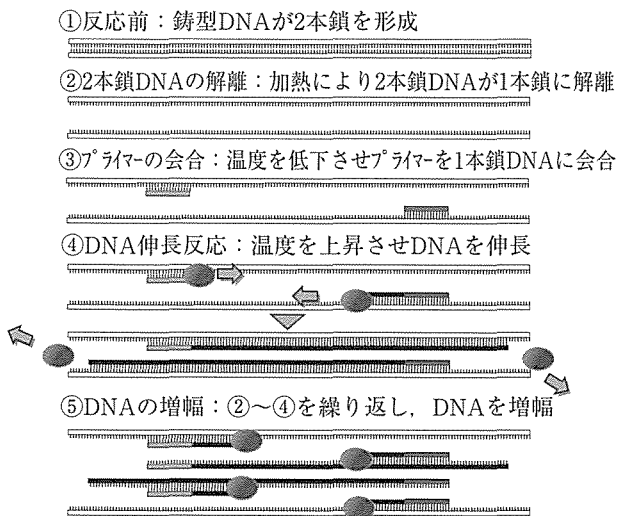 ①反応前：鋳型DNAが2本鎖を形成
②2本鎖DNAの解離：加熱により2本鎖DNAが1本鎖に解離
③プライマーの会合：温度を低下させプライマーを1本鎖DNAに会合
④DNA伸長反応：温度を上昇させDNAを伸長
⑤DNAの増幅：②～④を繰り返し，DNAを増幅